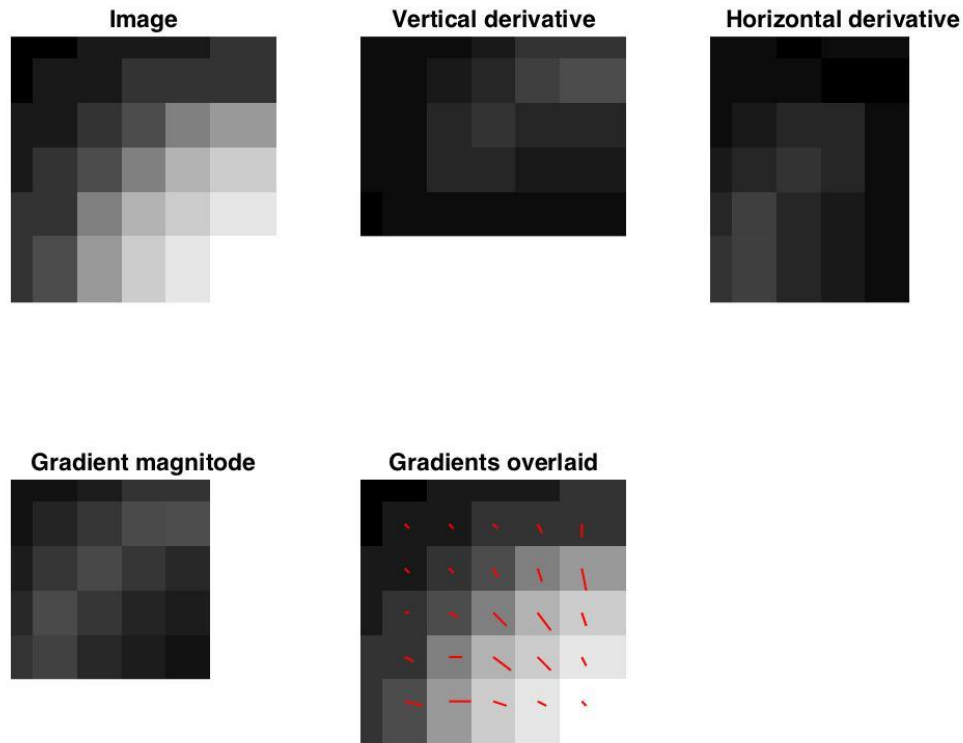 Image
Vertical derivative
Horizontal derivative
Gradient magnitode
Gradients overlaid